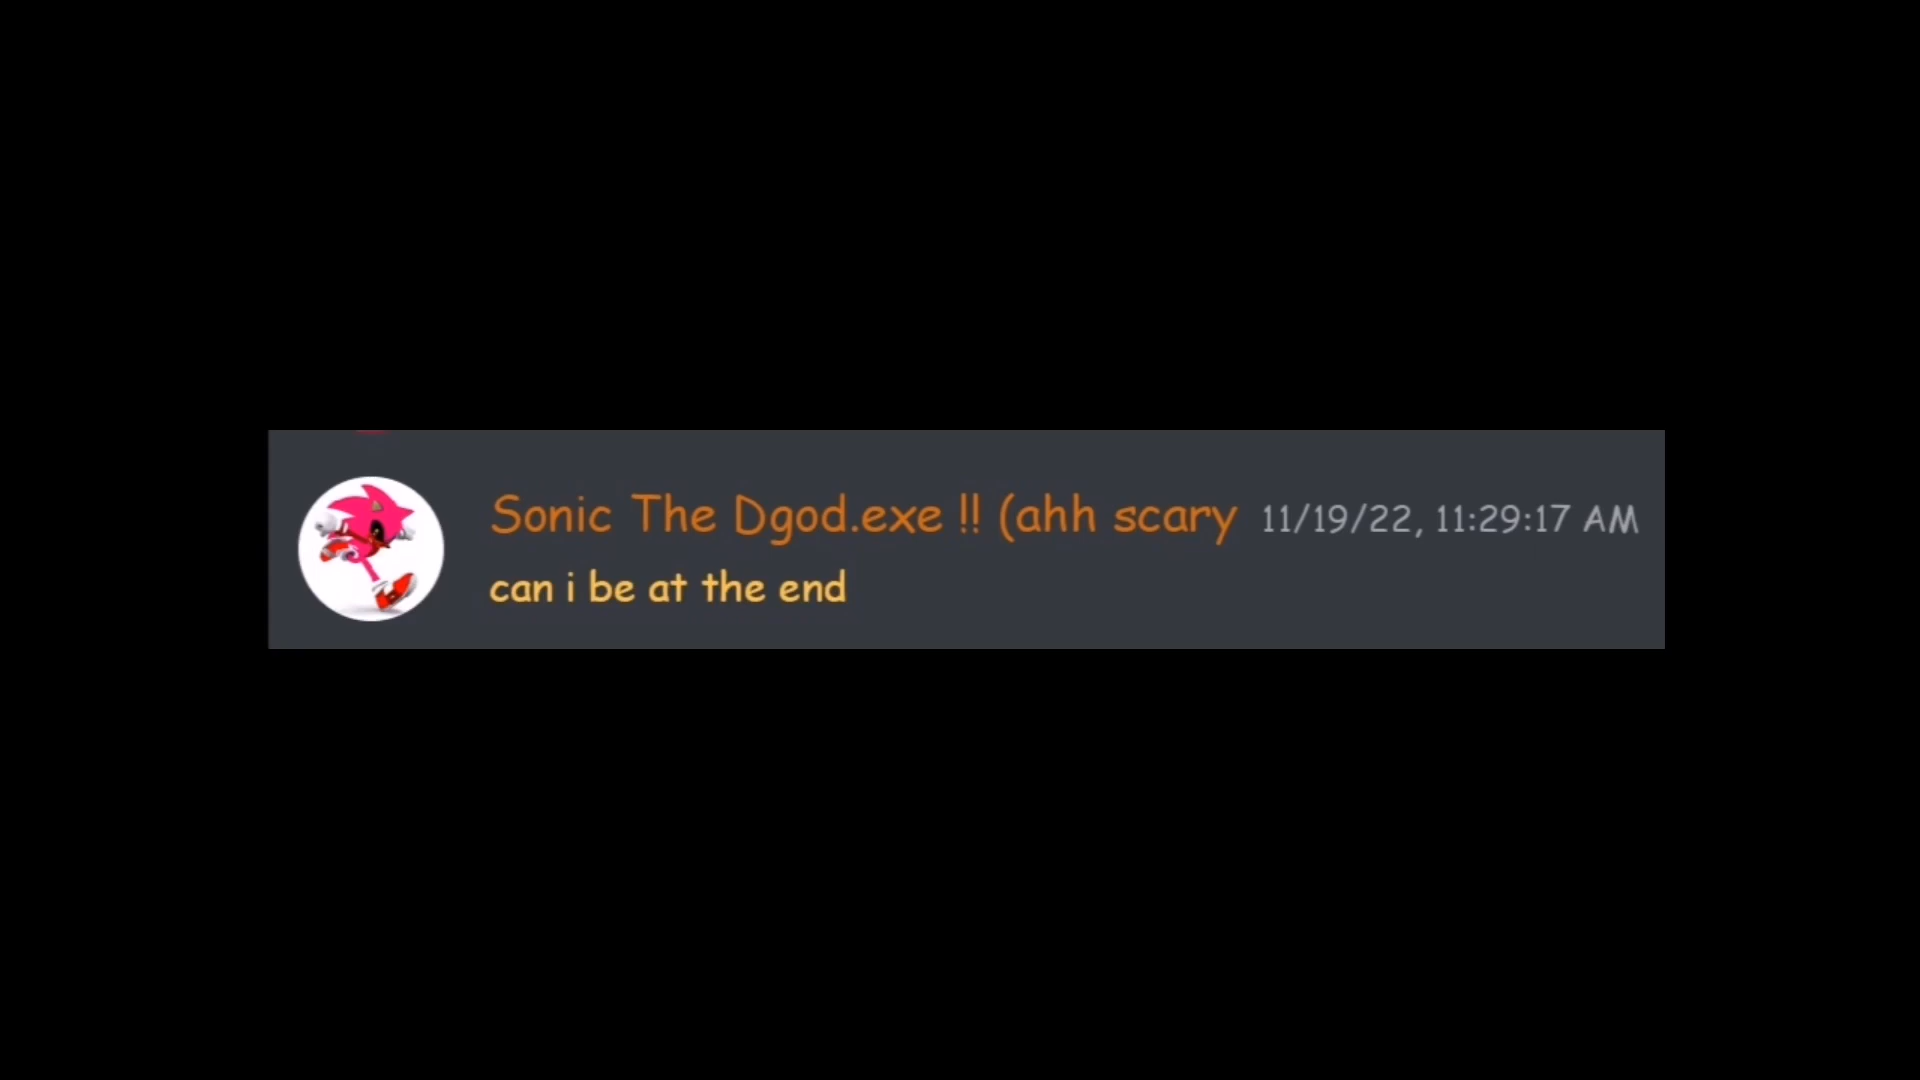 Sonic The Dgod.exe !! (ahh scary 11/19/22, 11:29:17 AM
can i be at the end